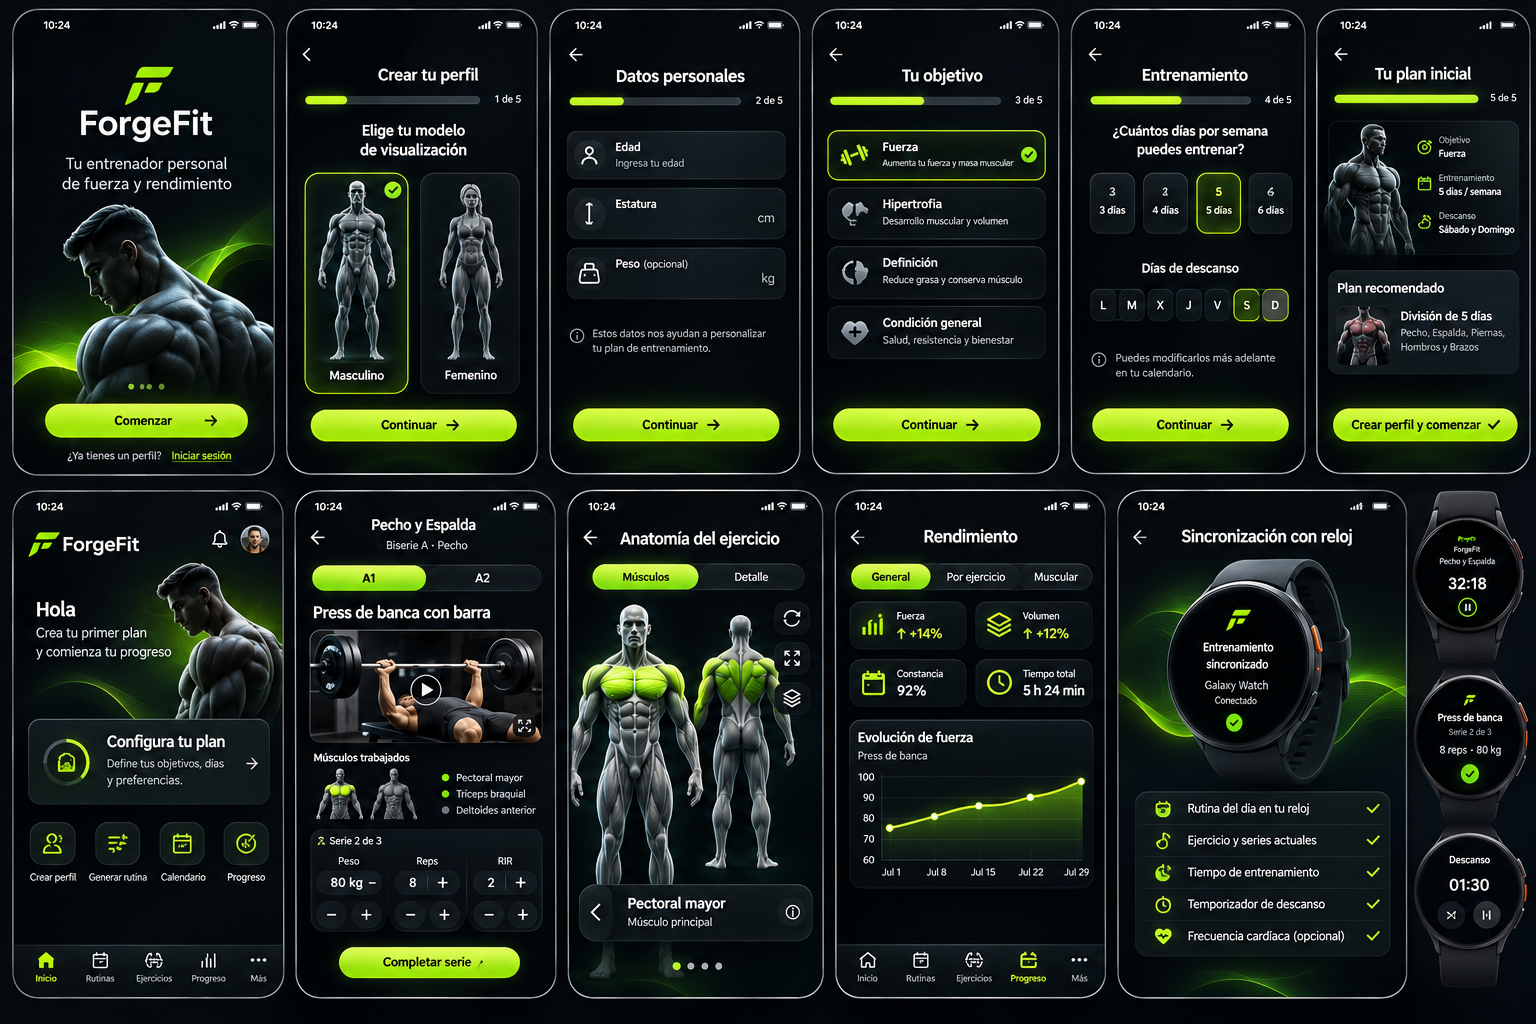 10:24
ForgeFit
Tu entrenador personal
de fuerza y rendimiento
Comenzar
¿Ya tienes un perfil? Iniciar sesión
10:24
Crear tu perfil
1 de 5
Elige tu modelo
de visualización
Masculino
Femenino
Continuar
10:24
Datos personales
2 de 5
Edad
Ingresa tu edad
Estatura
cm
Peso (opcional)
kg
Estos datos nos ayudan a personalizar
tu plan de entrenamiento.
Continuar
10:24
Tu objetivo
3 de 5
Fuerza
Aumenta tu fuerza y masa muscular
Hipertrofia
Desarrollo muscular y volumen
Definición
Reduce grasa y conserva músculo
Condición general
Salud, resistencia y bienestar
Continuar
10:24
Entrenamiento
4 de 5
¿Cuántos días por semana
puedes entrenar?
3 2 5 6
3 días 4 días 5 días 6 días
Días de descanso
L M X J V S D
Puedes modificarlos más adelante
en tu calendario.
Continuar
10:24
Tu plan inicial
5 de 5
Objetivo
Fuerza
Entrenamiento
5 días / semana
Descanso
Sábado y Domingo
Plan recomendado
División de 5 días
Pecho, Espalda, Piernas,
Hombros y Brazos
Crear perfil y comenzar
10:24
ForgeFit
Hola
Crea tu primer plan
y comienza tu progreso
Configura tu plan
Define tus objetivos, días
y preferencias.
Crear perfil Generar rutina Calendario Progreso
Inicio Rutinas Ejercicios Progreso Más
10:24
Pecho y Espalda
Biserie A • Pecho
A1 A2
Press de banca con barra
Músculos trabajados
Pectoral mayor
Tríceps braquial
Deltoides anterior
Serie 2 de 3
Peso Reps RIR
80 kg − 8 + 2 +
− + − + − +
Completar serie
10:24
Anatomía del ejercicio
Músculos Detalle
Pectoral mayor
Músculo principal
10:24
Rendimiento
General Por ejercicio Muscular
Fuerza
↑ +14%
Volumen
↑ +12%
Constancia
92%
Tiempo total
5 h 24 min
Evolución de fuerza
Press de banca
100
90
80
70
60
Jul 1 Jul 8 Jul 15 Jul 22 Jul 29
Inicio Rutinas Ejercicios Progreso Más
10:24
Sincronización con reloj
Entrenamiento
sincronizado
Galaxy Watch
Conectado
Rutina del día en tu reloj
Ejercicio y series actuales
Tiempo de entrenamiento
Temporizador de descanso
Frecuencia cardíaca (opcional)
ForgeFit
Pecho y Espalda
32:18
Press de banca
Serie 2 de 3
8 reps • 80 kg
Descanso
01:30